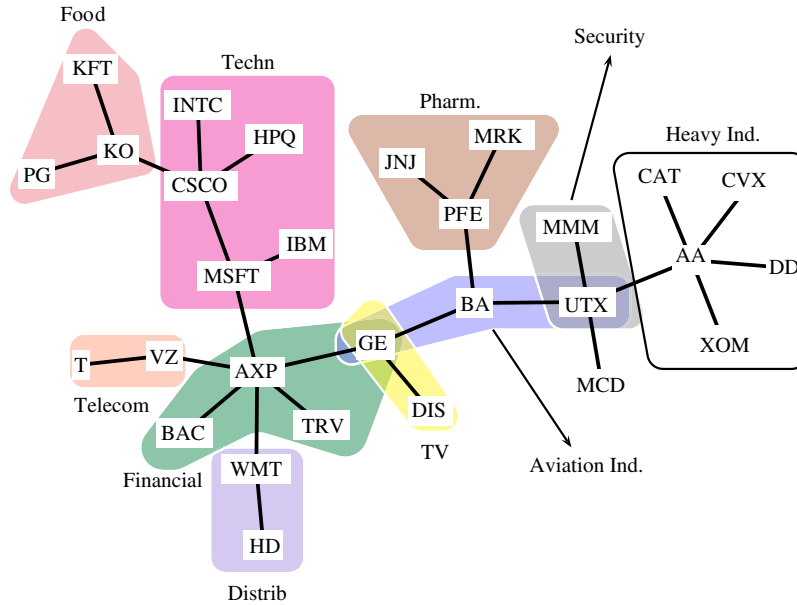 Food
KFT
KO
PG
Techn
INTC
HPQ
CSCO
IBM
MSFT
Pharm.
MRK
JNJ
PFE
Security
MMM
UTX
MCD
Heavy Ind.
CAT
CVX
AA
DD
XOM
BA
GE
DIS
TV
Aviation Ind.
T
VZ
Telecom
AXP
BAC
TRV
Financial
WMT
HD
Distrib